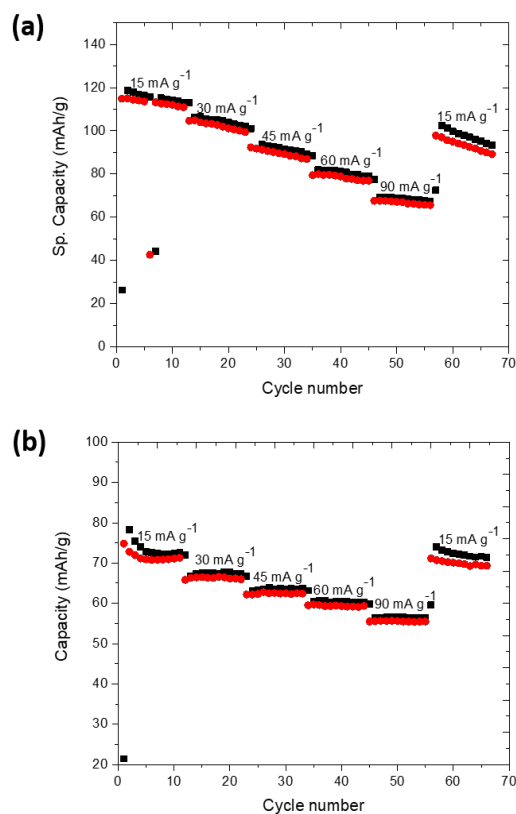 (a)
140
120
100
80
60
40
20
0
Sp. Capacity (mAh/g)
15 mA g⁻¹
30 mA g⁻¹
45 mA g⁻¹
60 mA g⁻¹
90 mA g⁻¹
15 mA g⁻¹
0 10 20 30 40 50 60 70
Cycle number
(b)
100
90
80
70
60
50
40
30
20
Capacity (mAh/g)
15 mA g⁻¹
30 mA g⁻¹
45 mA g⁻¹
60 mA g⁻¹
90 mA g⁻¹
15 mA g⁻¹
0 10 20 30 40 50 60 70
Cycle number